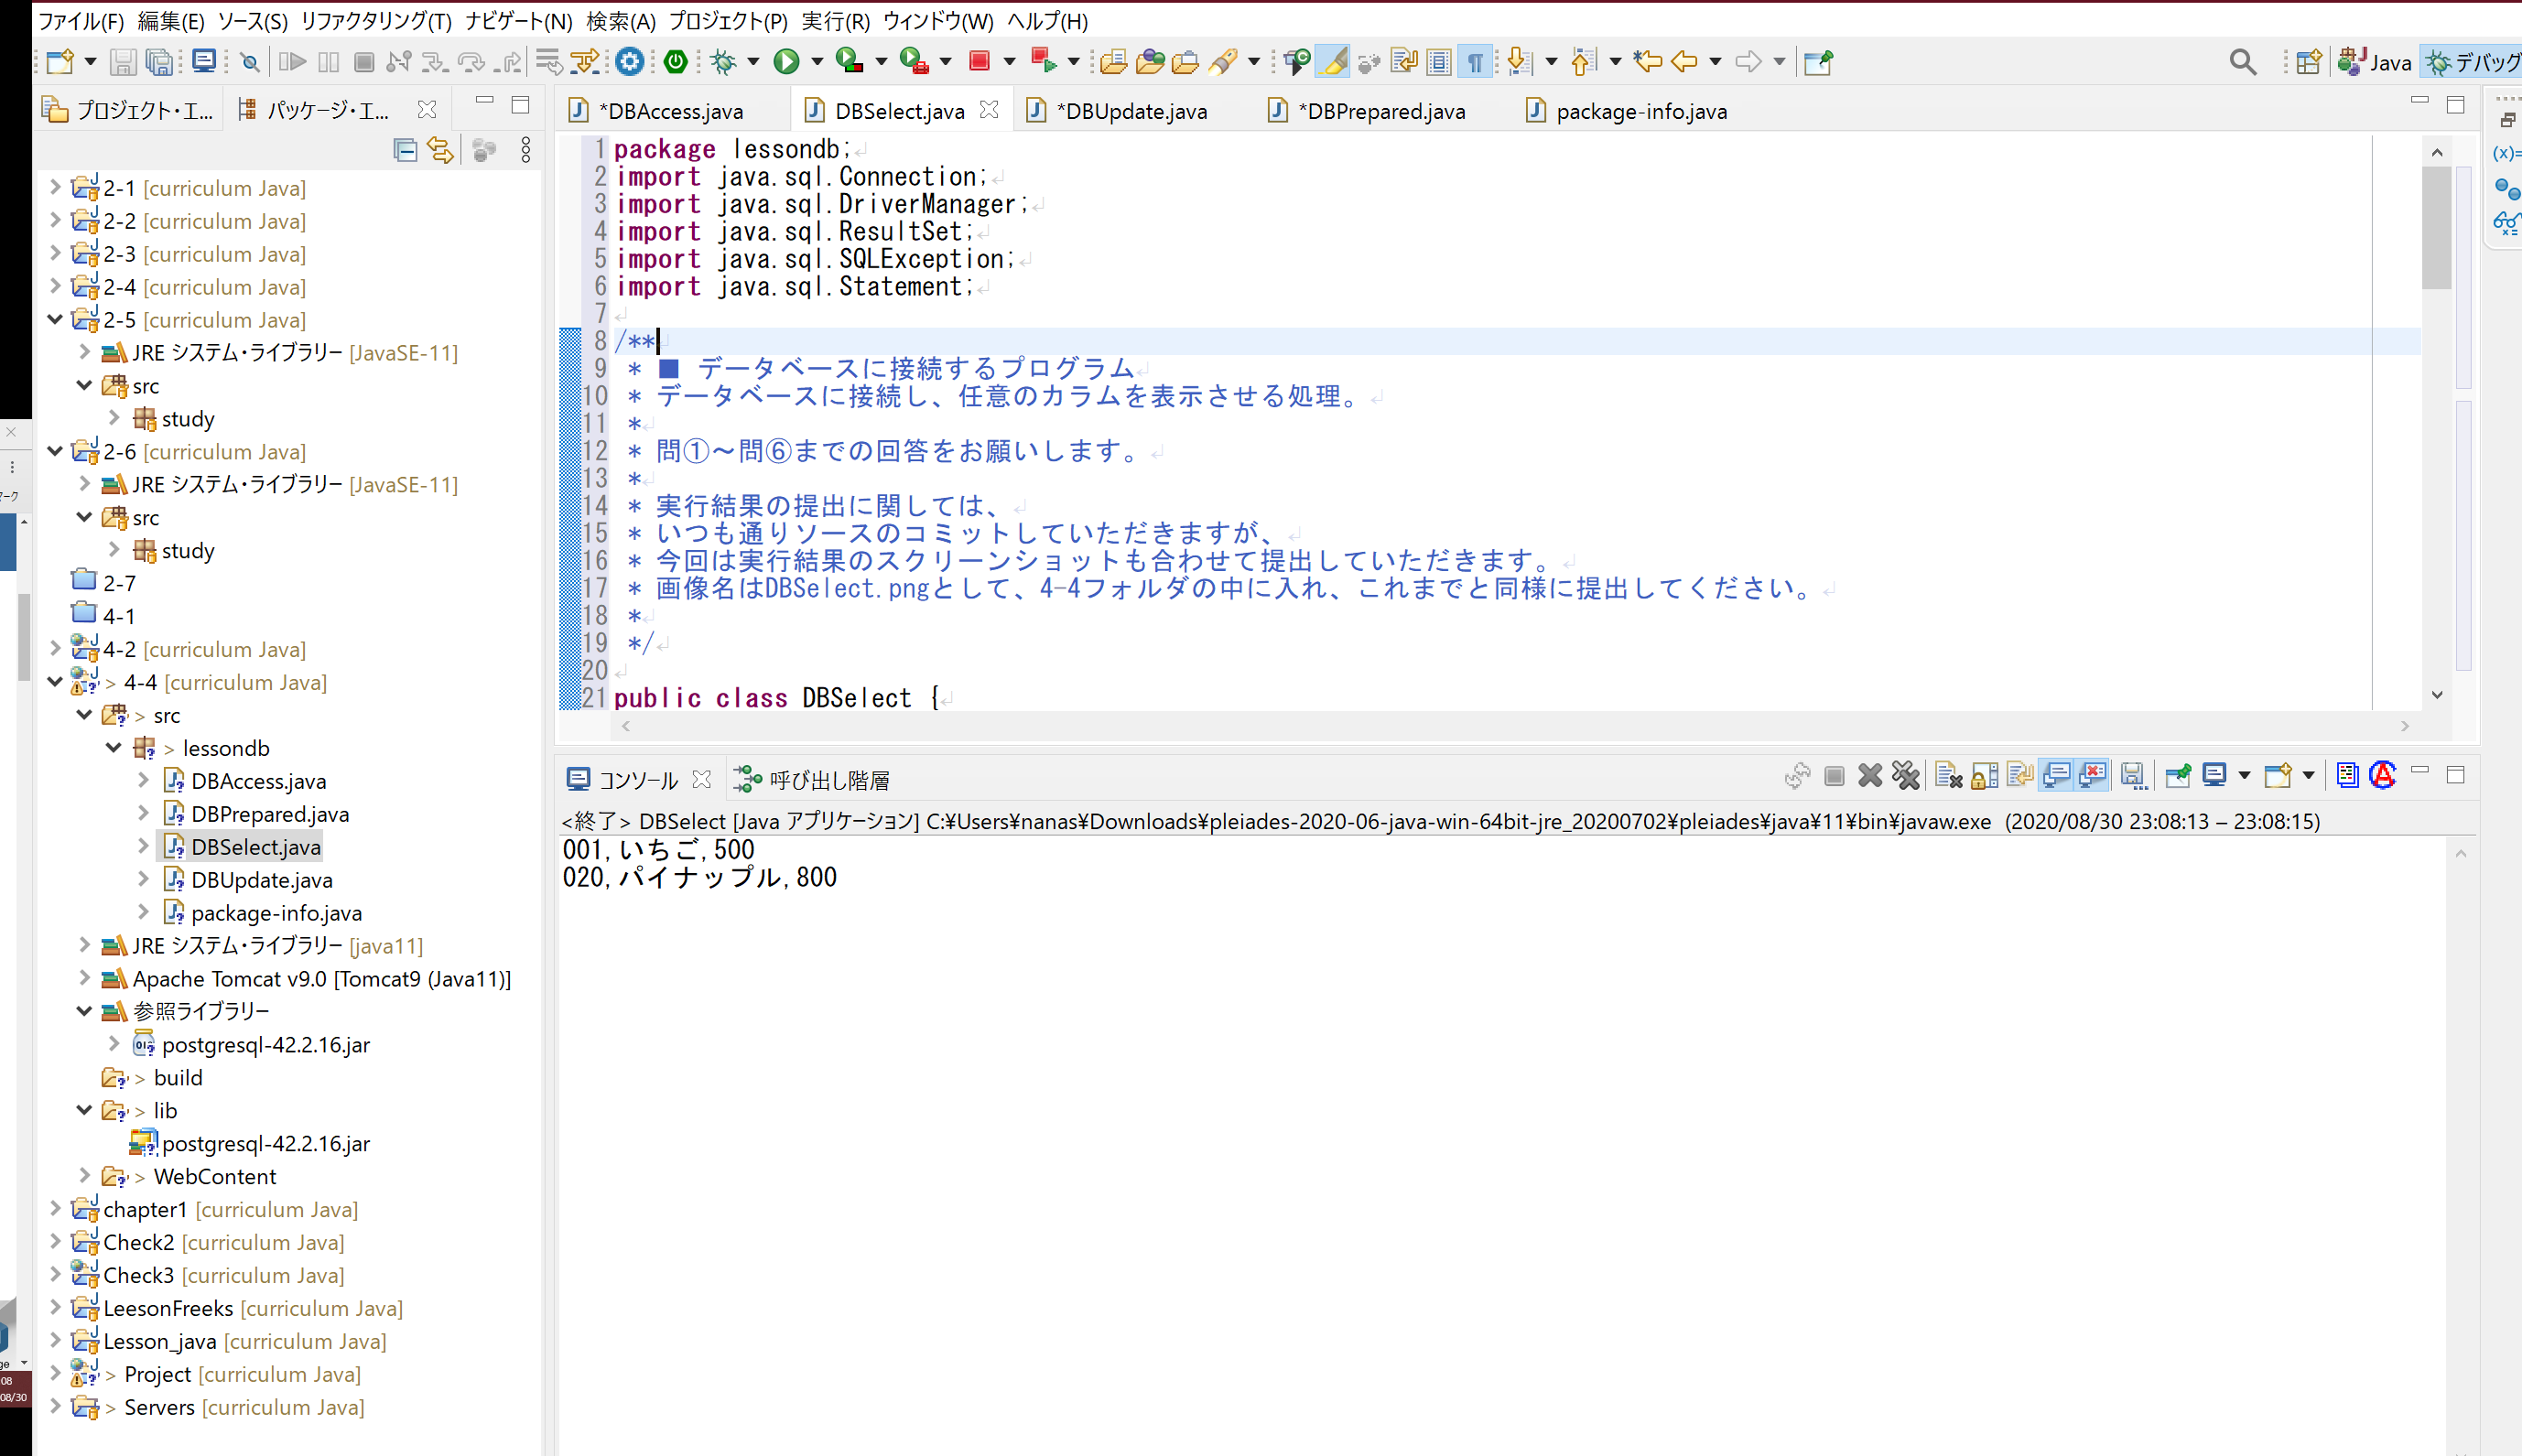 ファイル(F) 編集(E) ソース(S) リファクタリング(T) ナビゲート(N) 検索(A) プロジェクト(P) 実行(R) ウィンドウ(W) ヘルプ(H)
Java デバッグ
プロジェクト・エ... パッケージ・エ...
*DBAccess.java DBSelect.java *DBUpdate.java *DBPrepared.java package-info.java
2-1 [curriculum Java]
2-2 [curriculum Java]
2-3 [curriculum Java]
2-4 [curriculum Java]
2-5 [curriculum Java]
JRE システム・ライブラリー [JavaSE-11]
src
study
2-6 [curriculum Java]
JRE システム・ライブラリー [JavaSE-11]
src
study
2-7
4-1
4-2 [curriculum Java]
> 4-4 [curriculum Java]
> src
> lessondb
DBAccess.java
DBPrepared.java
DBSelect.java
DBUpdate.java
package-info.java
JRE システム・ライブラリー [java11]
Apache Tomcat v9.0 [Tomcat9 (Java11)]
参照ライブラリー
postgresql-42.2.16.jar
> build
> lib
postgresql-42.2.16.jar
> WebContent
chapter1 [curriculum Java]
Check2 [curriculum Java]
Check3 [curriculum Java]
LeesonFreeks [curriculum Java]
Lesson_java [curriculum Java]
> Project [curriculum Java]
> Servers [curriculum Java]
1 package lessondb;
2 import java.sql.Connection;
3 import java.sql.DriverManager;
4 import java.sql.ResultSet;
5 import java.sql.SQLException;
6 import java.sql.Statement;
7
8 /**
9 * ■ データベースに接続するプログラム
10 * データベースに接続し、任意のカラムを表示させる処理。
11 *
12 * 問①～問⑥までの回答をお願いします。
13 *
14 * 実行結果の提出に関しては、
15 * いつも通りソースのコミットしていただきますが、
16 * 今回は実行結果のスクリーンショットも合わせて提出していただきます。
17 * 画像名はDBSelect.pngとして、4-4フォルダの中に入れ、これまでと同様に提出してください。
18 *
19 */
20
21 public class DBSelect {
コンソール 呼び出し階層
<終了> DBSelect [Java アプリケーション] C:¥Users¥nanas¥Downloads¥pleiades-2020-06-java-win-64bit-jre_20200702¥pleiades¥java¥11¥bin¥javaw.exe (2020/08/30 23:08:13 – 23:08:15)
001,いちご,500
020,パイナップル,800
(x)=
ーク
ge
08
08/30